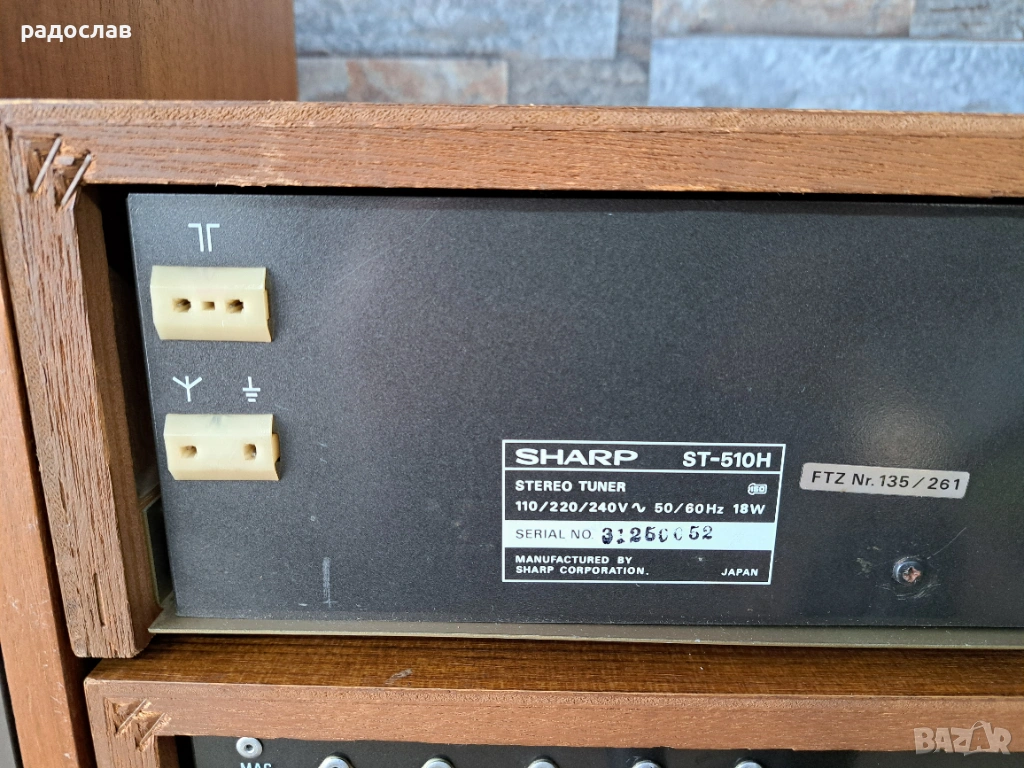 радослав
SHARP ST-510H
STEREO TUNER
110/220/240V ~ 50/60Hz 18W
SERIAL NO.
MANUFACTURED BY
SHARP CORPORATION. JAPAN
FTZ Nr. 135/261
BAZAR